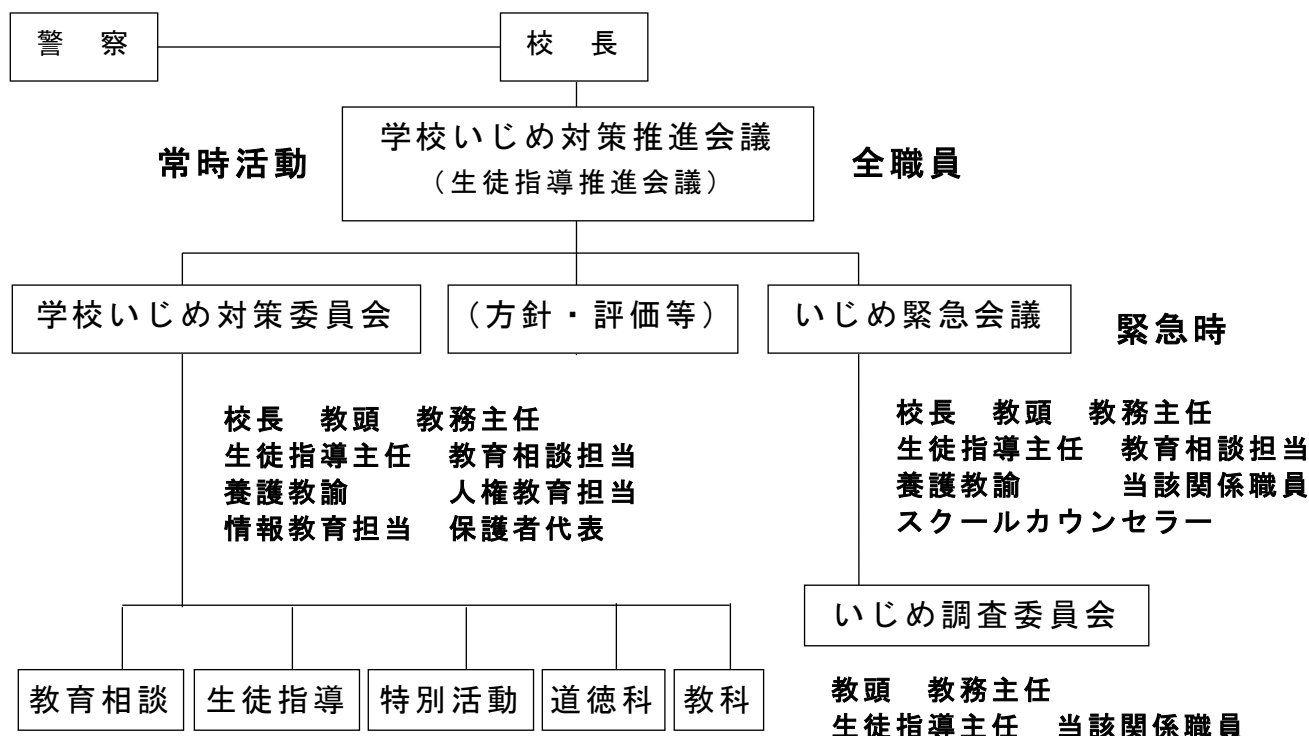 警　察
校　長
学校いじめ対策推進会議
（生徒指導推進会議）
常時活動
全職員
学校いじめ対策委員会
（方針・評価等）
いじめ緊急会議
緊急時
校長　教頭　教務主任
生徒指導主任　教育相談担当
養護教諭　　　人権教育担当
情報教育担当　保護者代表
校長　教頭　教務主任
生徒指導主任　教育相談担当
養護教諭　　　当該関係職員
スクールカウンセラー
いじめ調査委員会
教頭　教務主任
生徒指導主任　当該関係職員
教育相談
生徒指導
特別活動
道徳科
教科